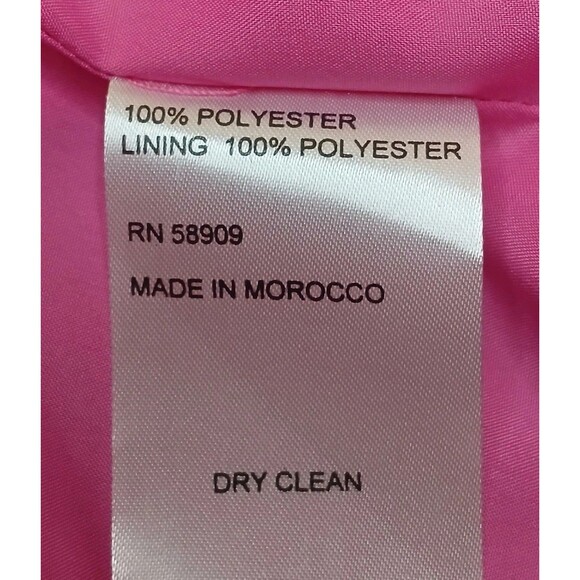 100% POLYESTER
LINING 100% POLYESTER
RN 58909
MADE IN MOROCCO
DRY CLEAN